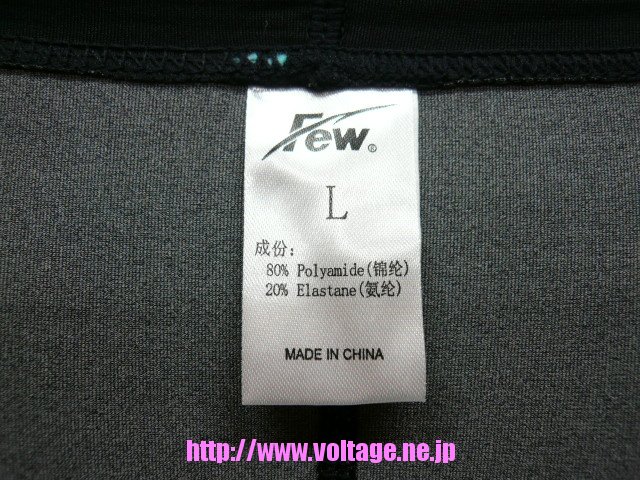 Few®
L
成份:
80% Polyamide(锦纶)
20% Elastane(氨纶)
MADE IN CHINA
http://www.voltage.ne.jp